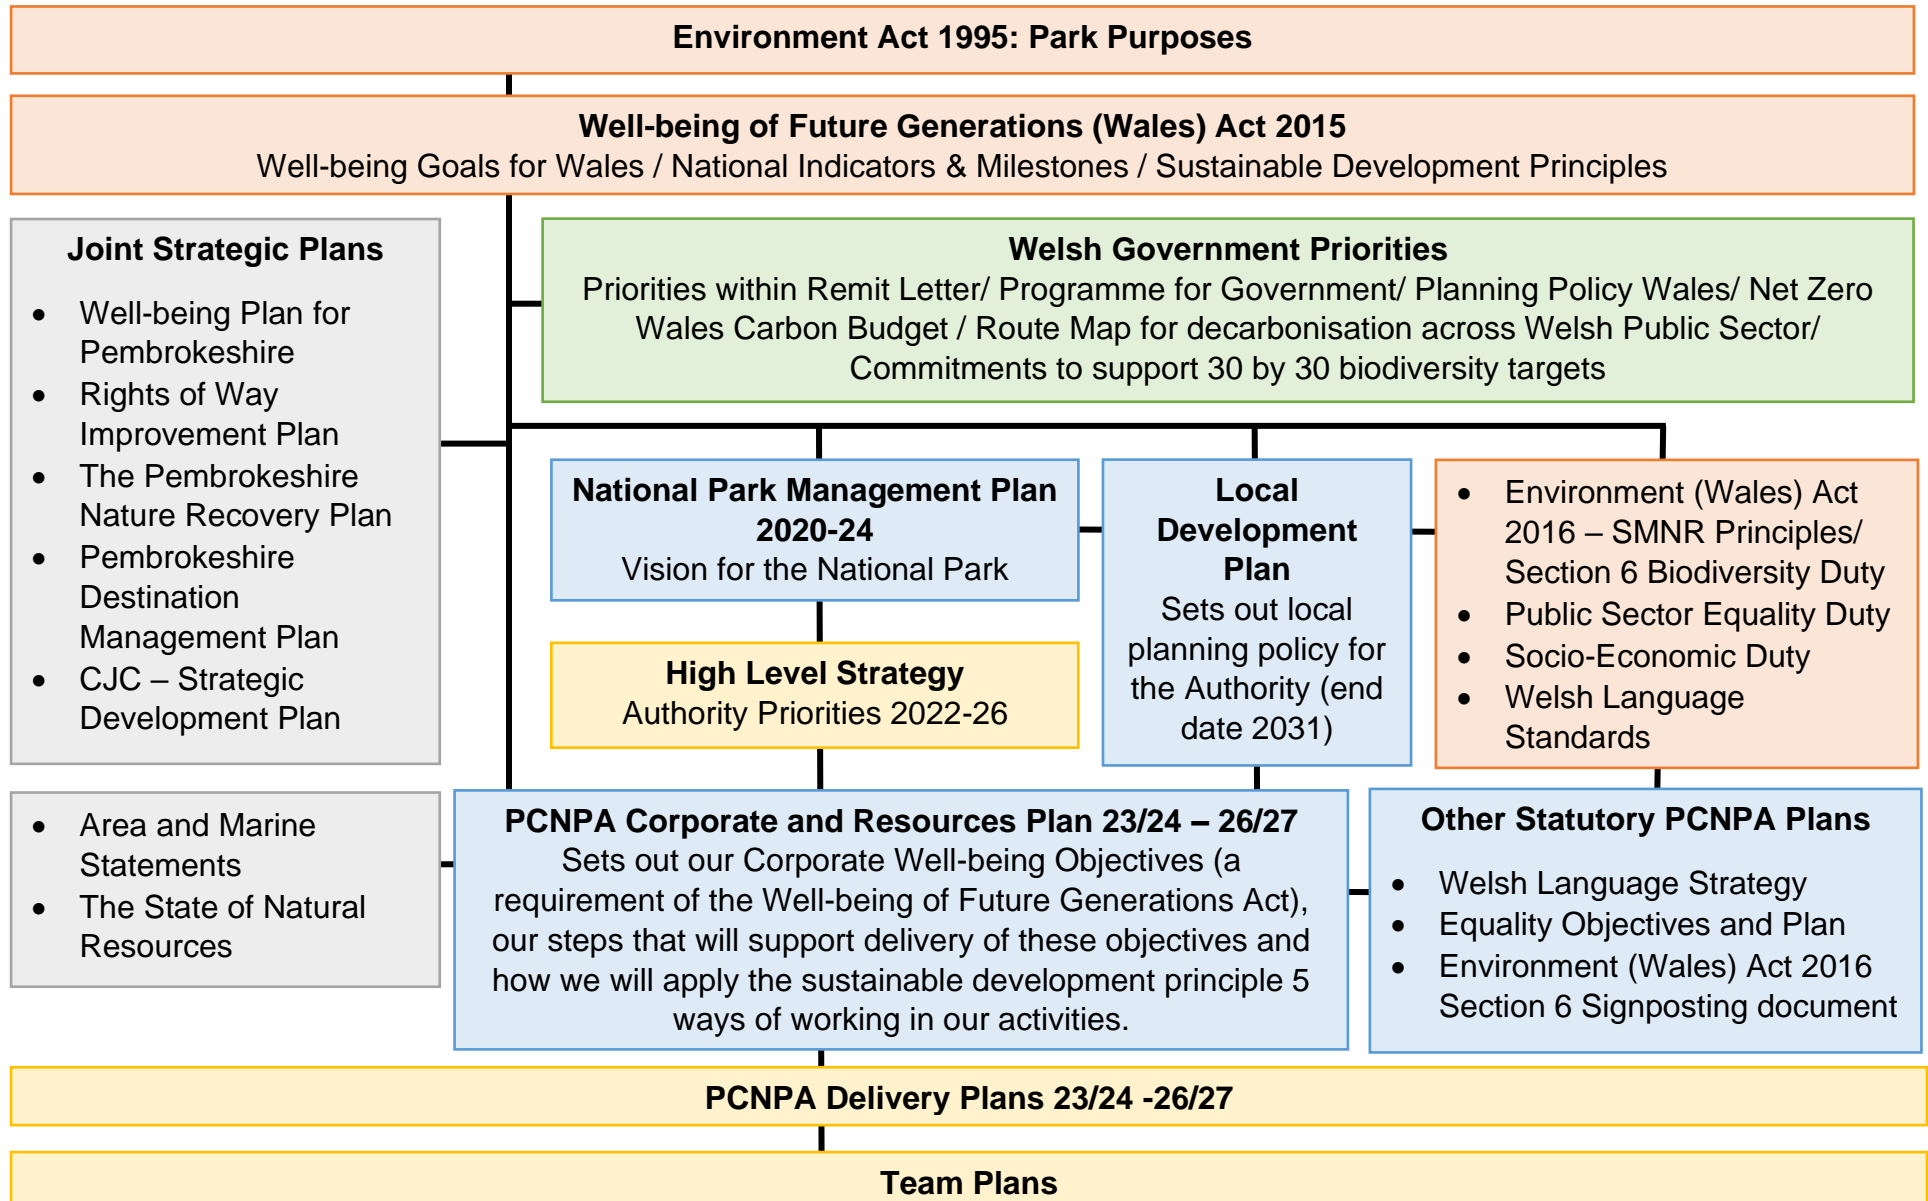 Environment Act 1995: Park Purposes
Well-being of Future Generations (Wales) Act 2015
Well-being Goals for Wales / National Indicators & Milestones / Sustainable Development Principles
Joint Strategic Plans
• Well-being Plan for
Pembrokeshire
• Rights of Way
Improvement Plan
• The Pembrokeshire
Nature Recovery Plan
• Pembrokeshire
Destination
Management Plan
• CJC – Strategic
Development Plan
Welsh Government Priorities
Priorities within Remit Letter/ Programme for Government/ Planning Policy Wales/ Net Zero
Wales Carbon Budget / Route Map for decarbonisation across Welsh Public Sector/
Commitments to support 30 by 30 biodiversity targets
National Park Management Plan
2020-24
Vision for the National Park
Local
Development
Plan
Sets out local
planning policy for
the Authority (end
date 2031)
• Environment (Wales) Act
2016 – SMNR Principles/
Section 6 Biodiversity Duty
• Public Sector Equality Duty
• Socio-Economic Duty
• Welsh Language
Standards
High Level Strategy
Authority Priorities 2022-26
• Area and Marine
Statements
• The State of Natural
Resources
PCNPA Corporate and Resources Plan 23/24 – 26/27
Sets out our Corporate Well-being Objectives (a
requirement of the Well-being of Future Generations Act),
our steps that will support delivery of these objectives and
how we will apply the sustainable development principle 5
ways of working in our activities.
Other Statutory PCNPA Plans
• Welsh Language Strategy
• Equality Objectives and Plan
• Environment (Wales) Act 2016
Section 6 Signposting document
PCNPA Delivery Plans 23/24 -26/27
Team Plans